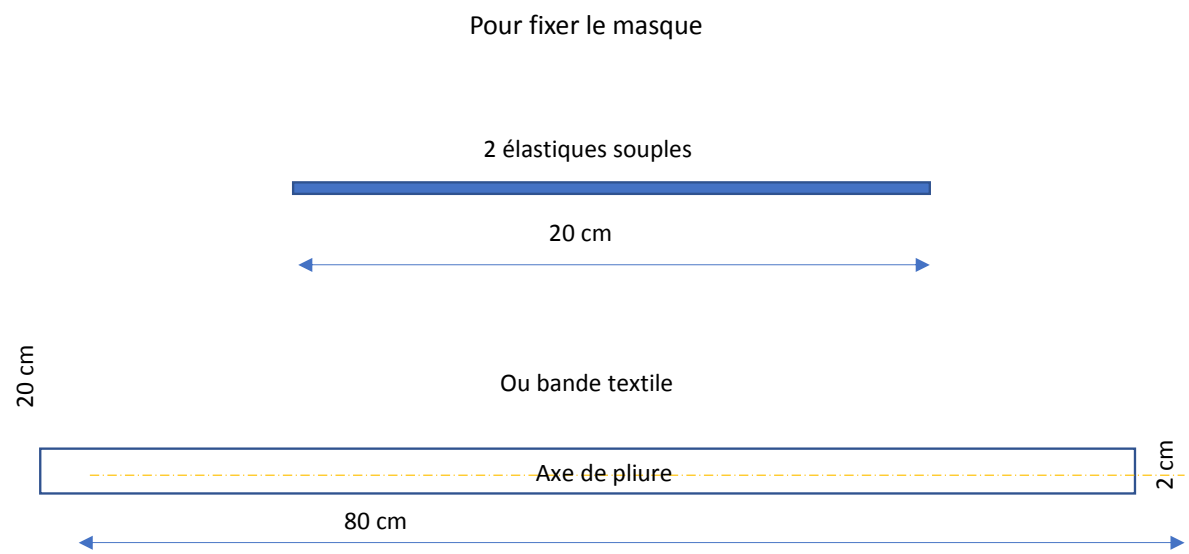 Pour fixer le masque
2 élastiques souples
20 cm
20 cm
Ou bande textile
Axe de pliure
2 cm
80 cm